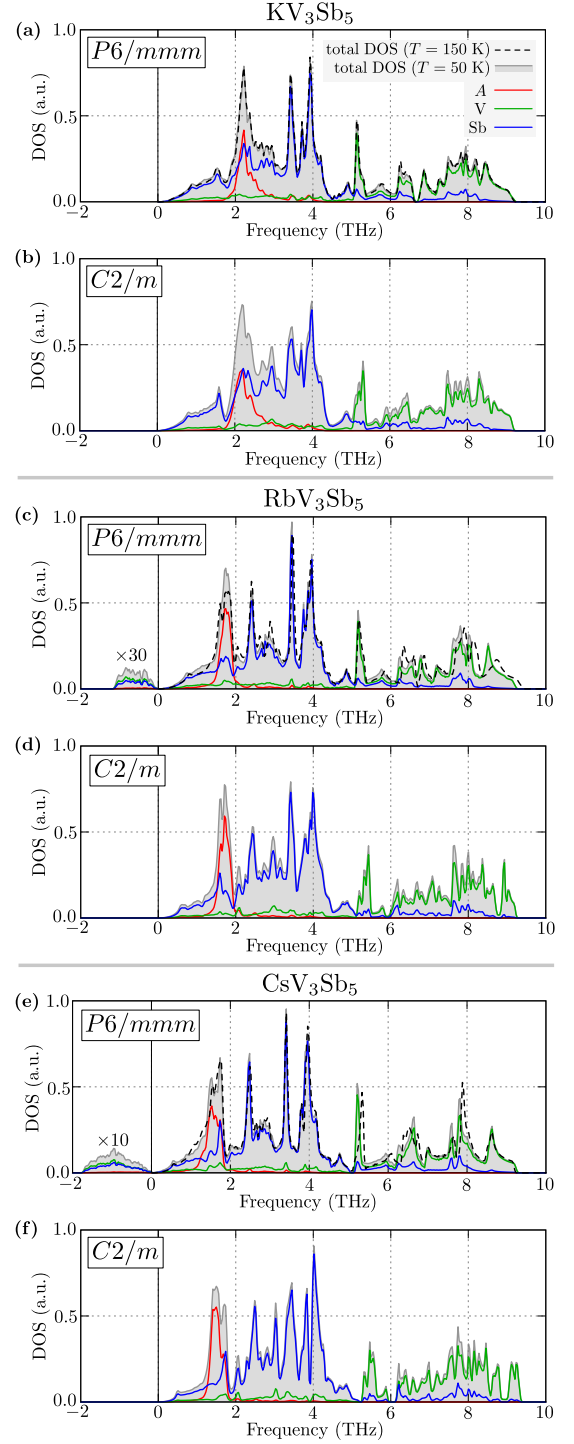 KV₃Sb₅
(a)
P6/mmm
total DOS (T = 150 K)
total DOS (T = 50 K)
A
V
Sb
DOS (a.u.)
1.0
0.5
0.0
−2 0 2 4 6 8 10
Frequency (THz)
(b)
C2/m
DOS (a.u.)
1.0
0.5
0.0
−2 0 2 4 6 8 10
Frequency (THz)
RbV₃Sb₅
(c)
P6/mmm
×30
DOS (a.u.)
1.0
0.5
0.0
−2 0 2 4 6 8 10
Frequency (THz)
(d)
C2/m
DOS (a.u.)
1.0
0.5
0.0
−2 0 2 4 6 8 10
Frequency (THz)
CsV₃Sb₅
(e)
P6/mmm
×10
DOS (a.u.)
1.0
0.5
0.0
−2 0 2 4 6 8 10
Frequency (THz)
(f)
C2/m
DOS (a.u.)
1.0
0.5
0.0
−2 0 2 4 6 8 10
Frequency (THz)